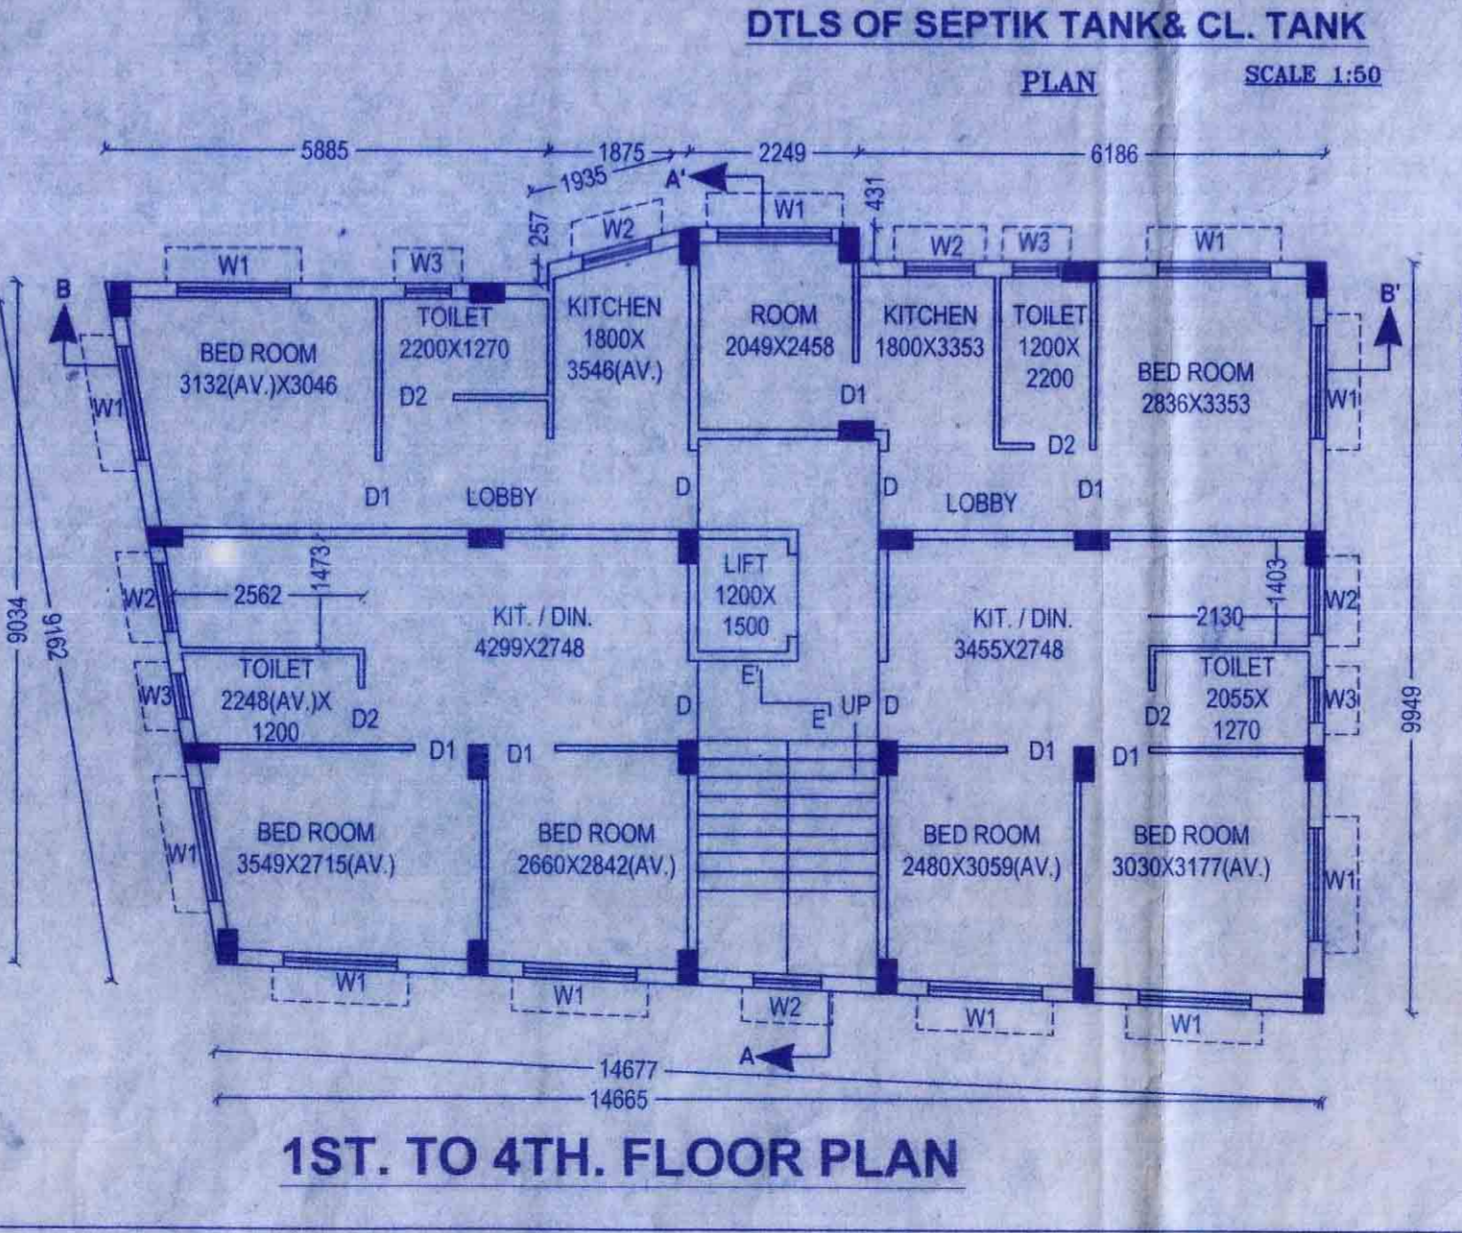 DTLS OF SEPTIK TANK& CL. TANK
PLAN
SCALE 1:50
5885
1875
2249
6186
1935
A'
431
257
W2
W1
W1
W3
W2
W3
W1
B
B'
TOILET
2200X1270
KITCHEN
1800X
3546(AV.)
ROOM
2049X2458
KITCHEN
1800X3353
TOILET
1200X
2200
BED ROOM
3132(AV.)X3046
BED ROOM
2836X3353
W1
W1
D2
D1
D2
D1
LOBBY
D
D
LOBBY
D1
9034
9162
W2
2562
1473
KIT. / DIN.
4299X2748
LIFT
1200X
1500
KIT. / DIN.
3455X2748
2130
1403
W2
W3
TOILET
2248(AV.)X
1200
D2
D
E'
E'
UP
D
TOILET
2055X
1270
D2
W3
9949
D1
D1
D1
D1
W1
BED ROOM
3549X2715(AV.)
BED ROOM
2660X2842(AV.)
BED ROOM
2480X3059(AV.)
BED ROOM
3030X3177(AV.)
W1
W1
W1
W2
W1
W1
A
14677
14665
1ST. TO 4TH. FLOOR PLAN